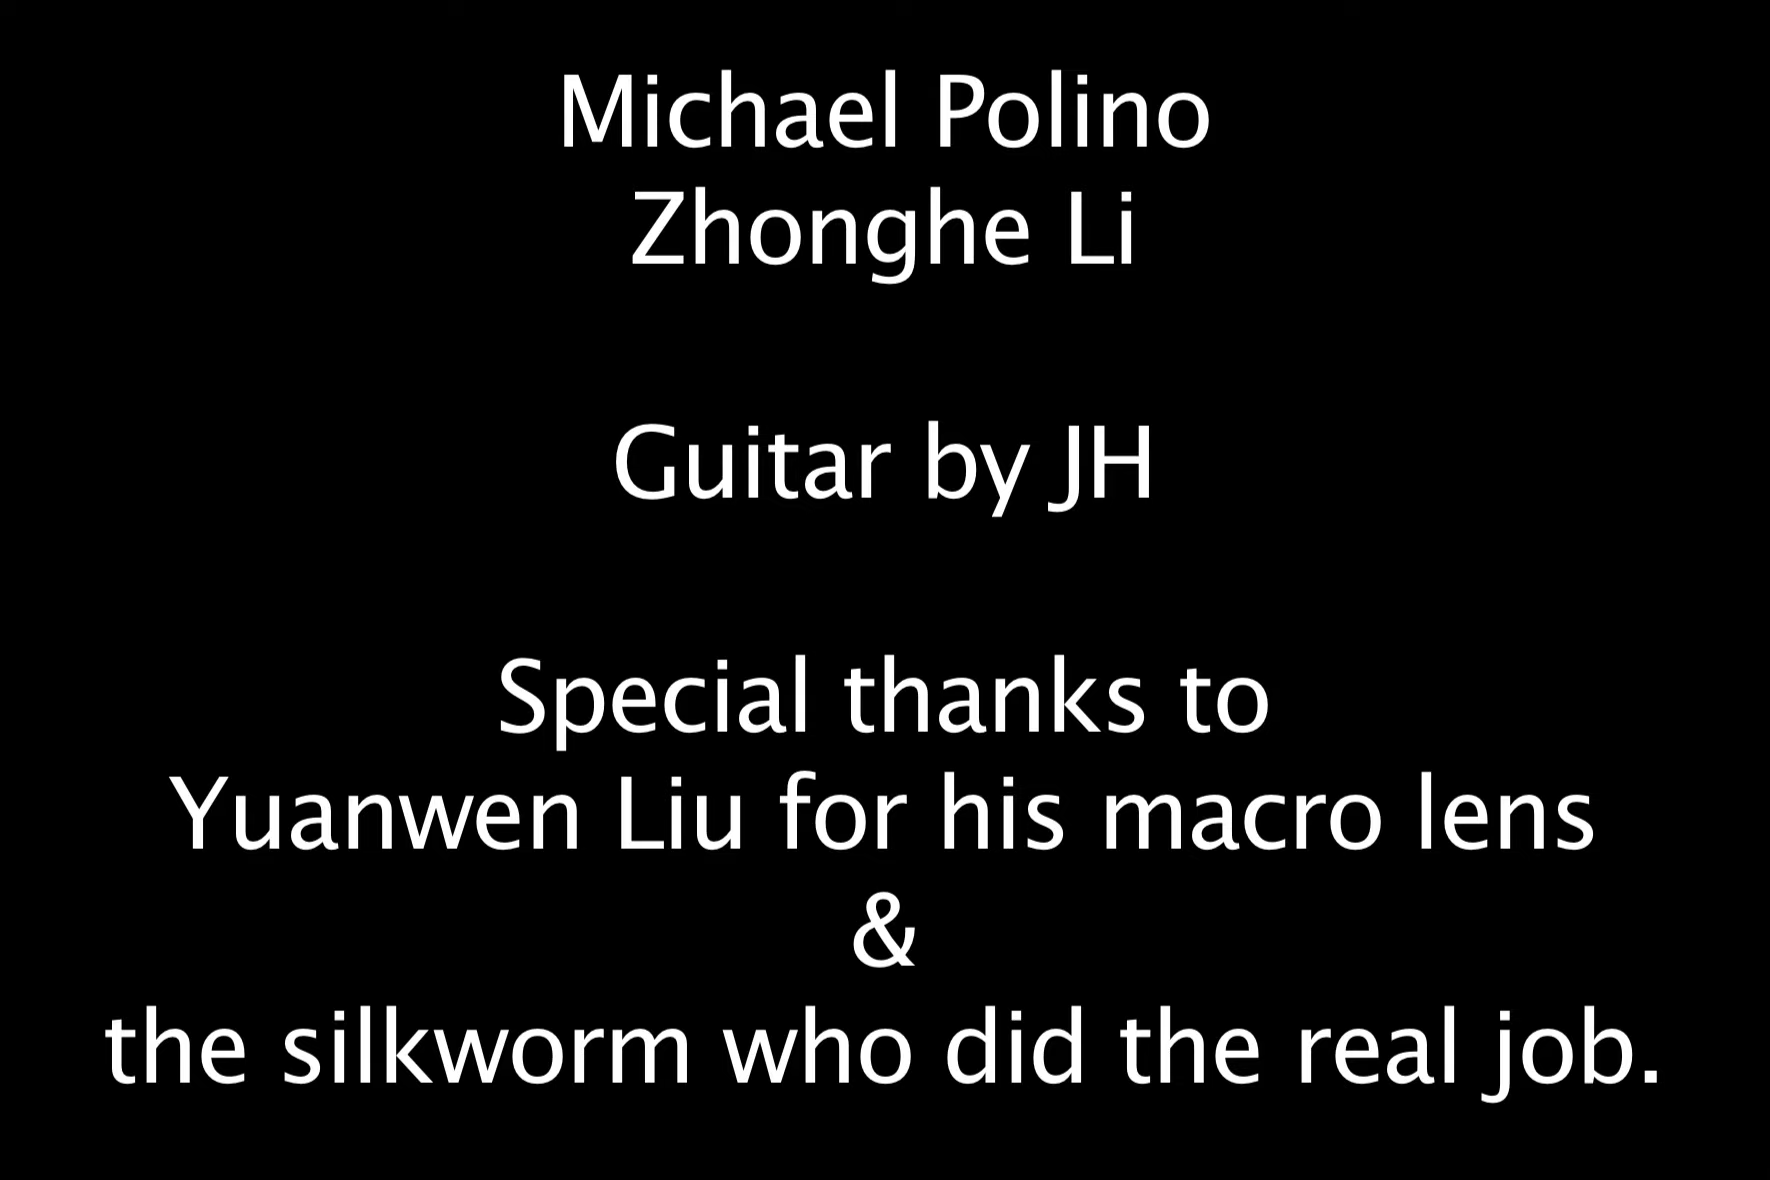 Michael Polino
Zhonghe Li
Guitar by JH
Special thanks to
Yuanwen Liu for his macro lens
&
the silkworm who did the real job.